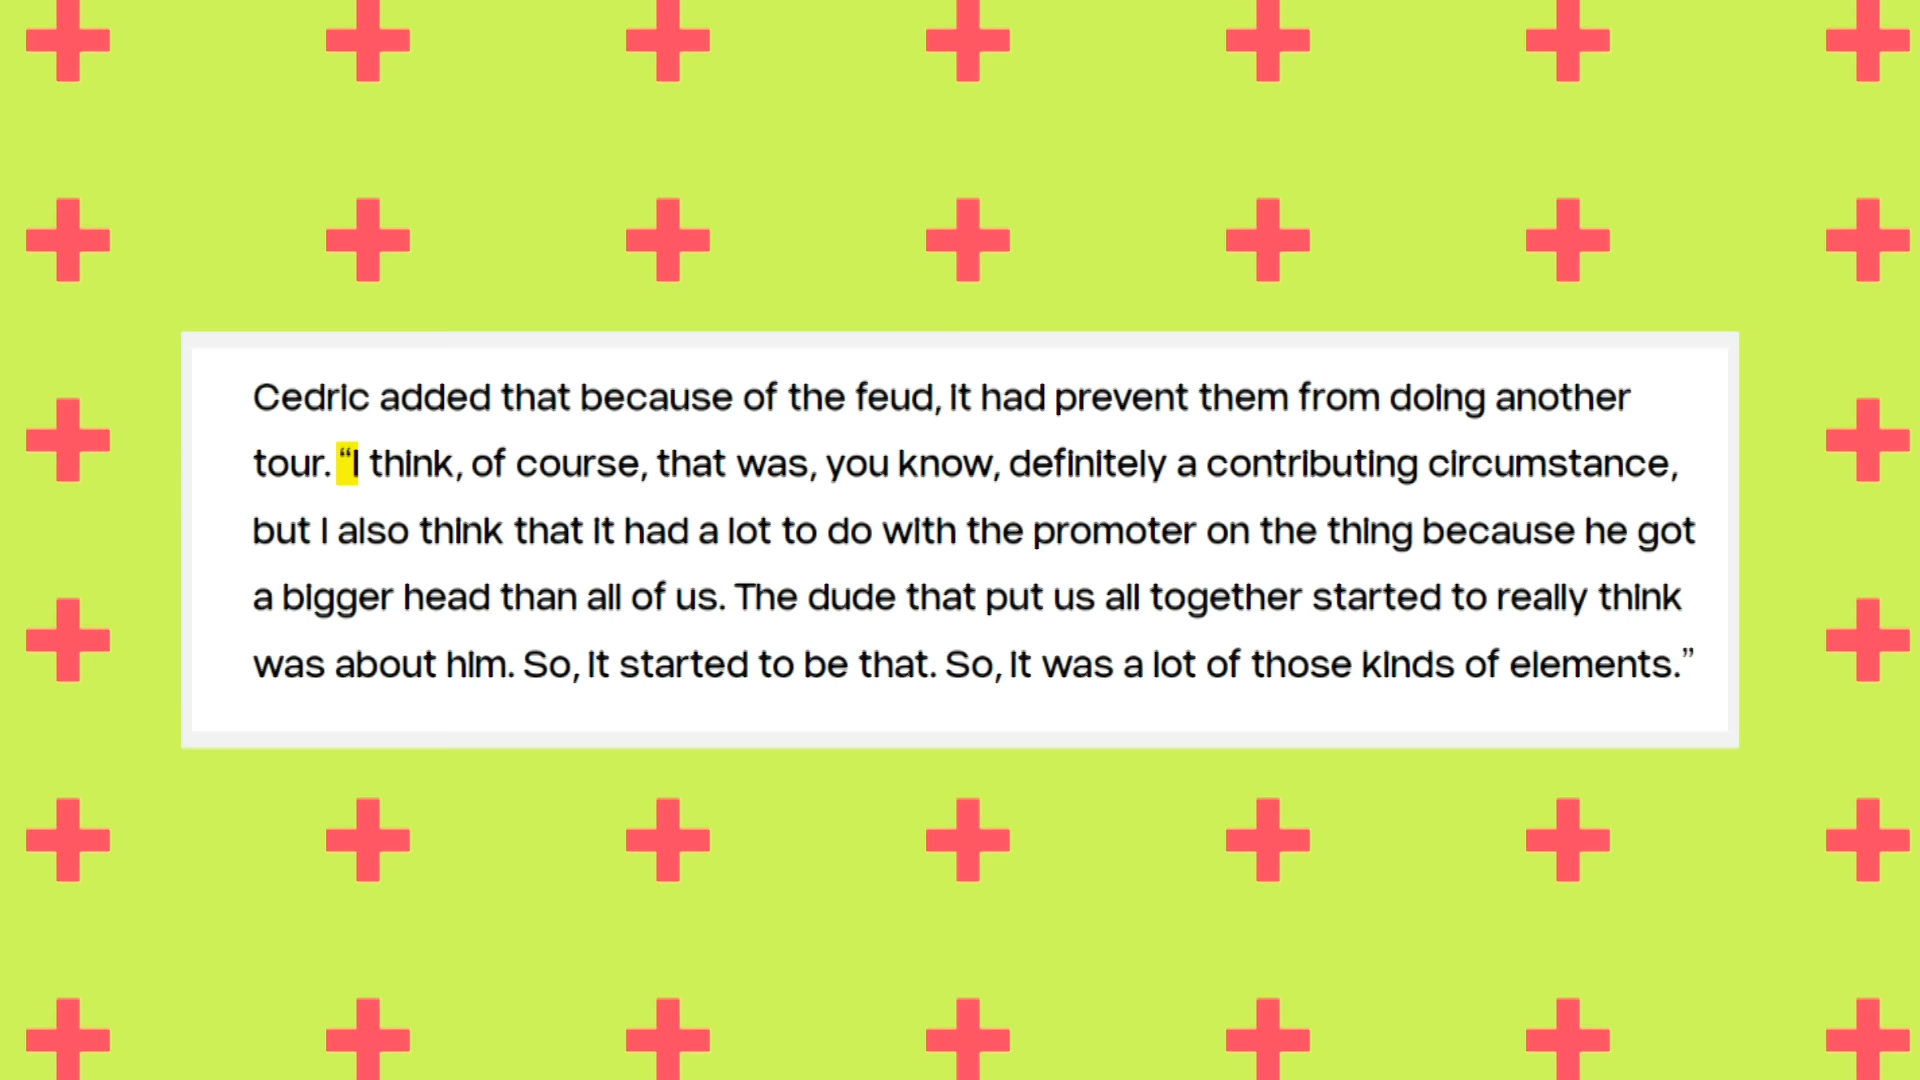 Cedric added that because of the feud, it had prevent them from doing another
tour. “I think, of course, that was, you know, definitely a contributing circumstance,
but I also think that it had a lot to do with the promoter on the thing because he got
a bigger head than all of us. The dude that put us all together started to really think
was about him. So, it started to be that. So, it was a lot of those kinds of elements.”